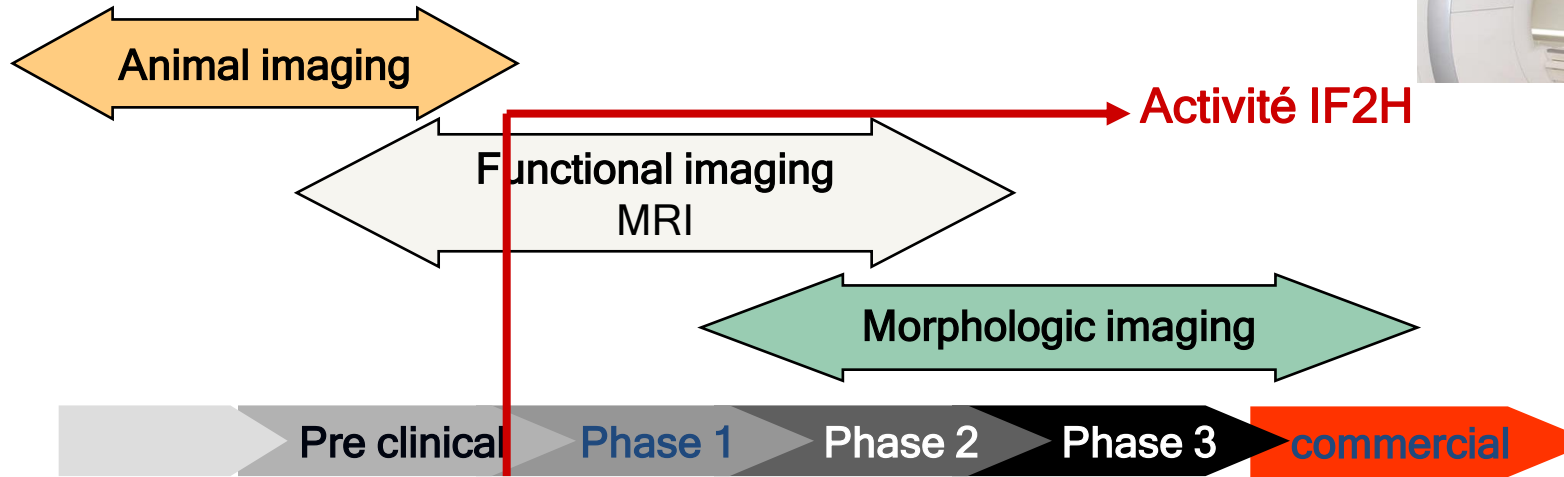 Animal imaging
Activité IF2H
Functional imaging
MRI
Morphologic imaging
Pre clinical
Phase 1
Phase 2
Phase 3
commercial